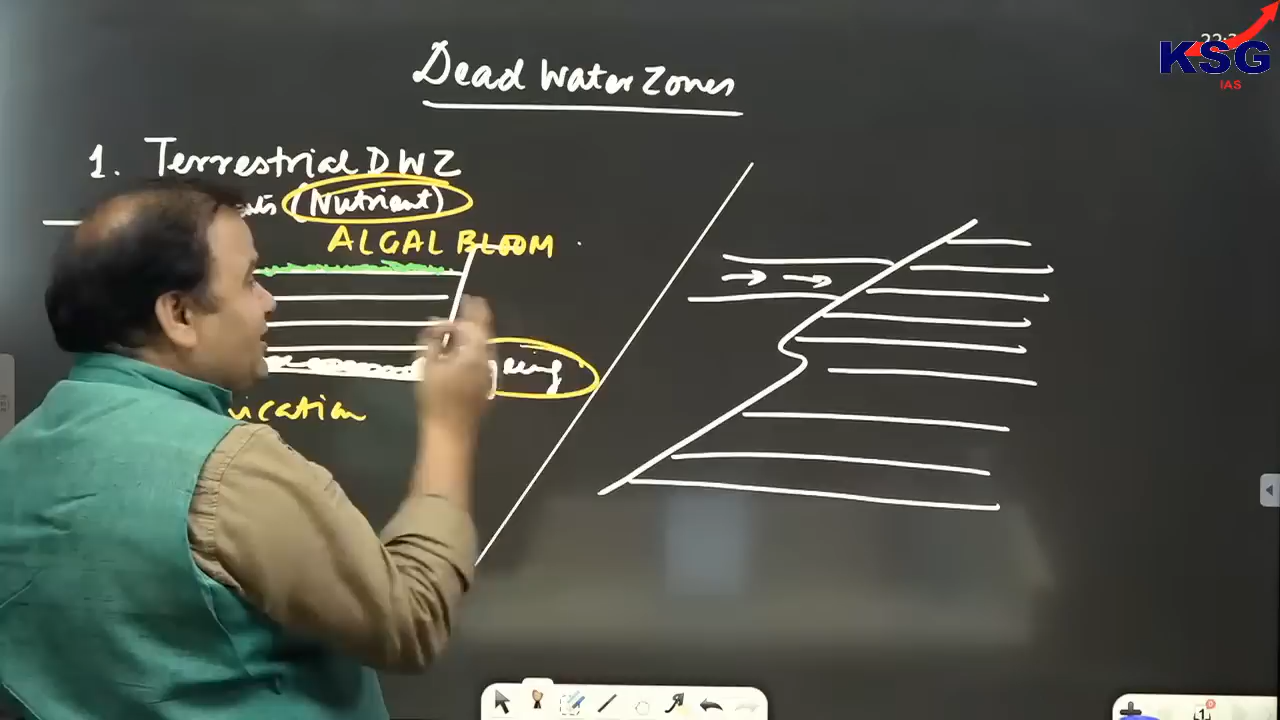 Dead Water Zones
KSG
IAS
1. Terrestrial DWZ
(Nutrient)
ALGAL BLOOM